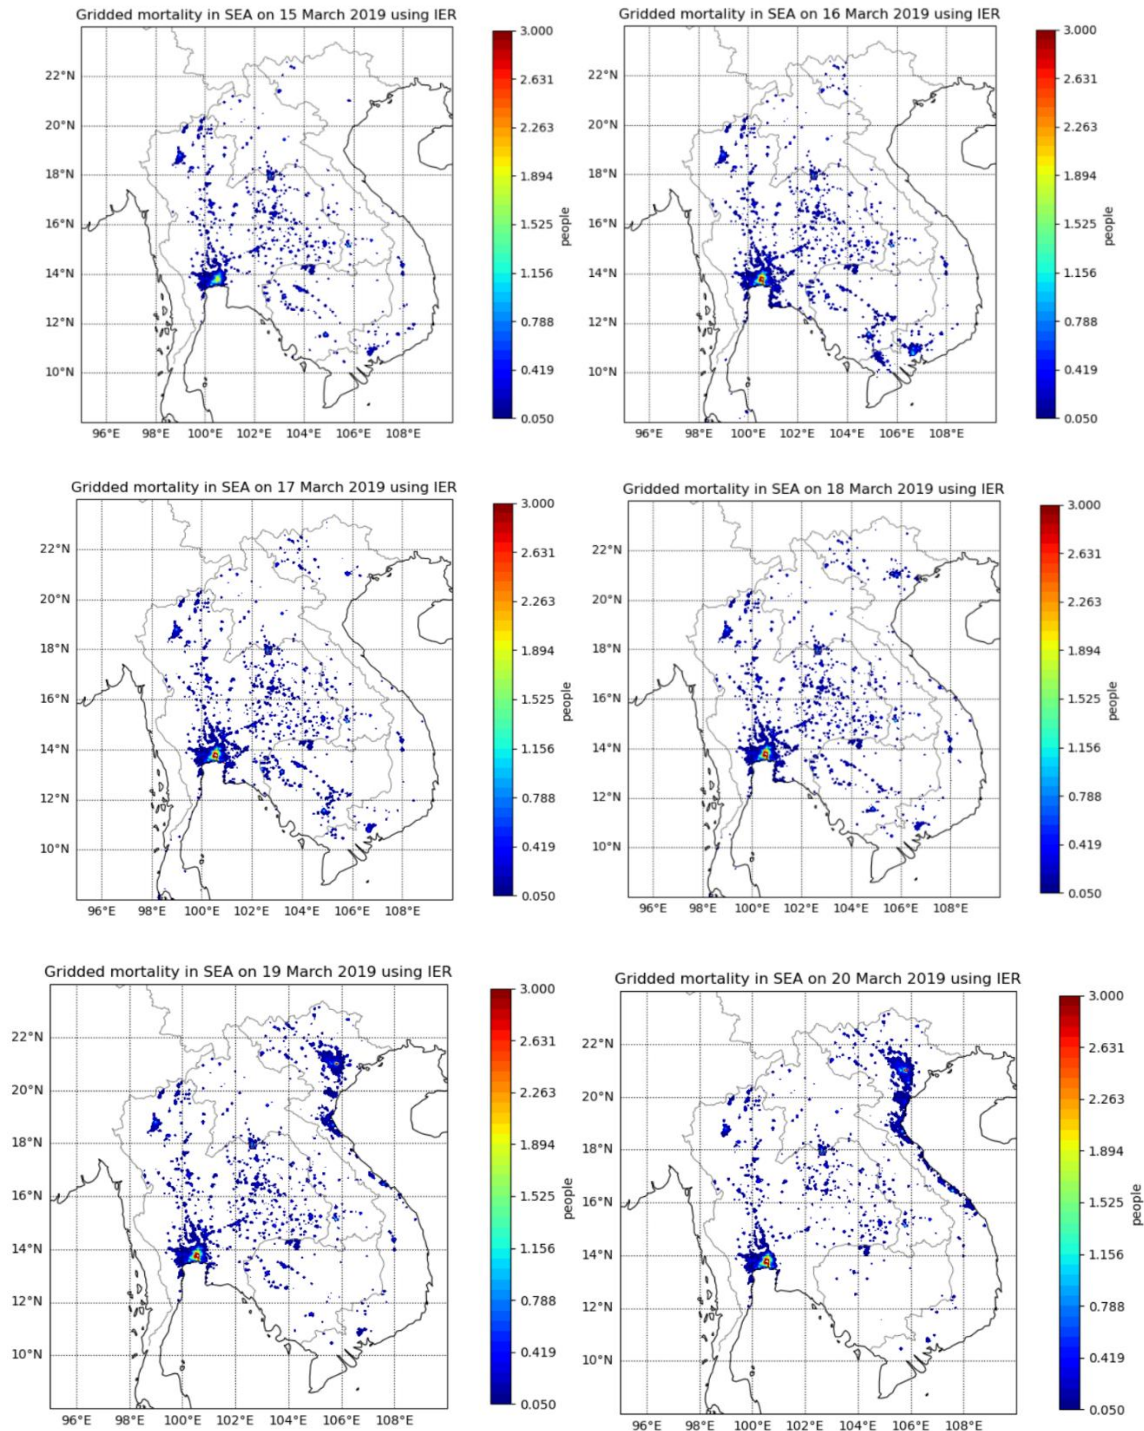 Gridded mortality in SEA on 15 March 2019 using IER
22°N
20°N
18°N
16°N
14°N
12°N
10°N
96°E 98°E 100°E 102°E 104°E 106°E 108°E
3.000
2.631
2.263
1.894
1.525
1.156
0.788
0.419
0.050
people
Gridded mortality in SEA on 16 March 2019 using IER
22°N
20°N
18°N
16°N
14°N
12°N
10°N
96°E 98°E 100°E 102°E 104°E 106°E 108°E
3.000
2.631
2.263
1.894
1.525
1.156
0.788
0.419
0.050
people
Gridded mortality in SEA on 17 March 2019 using IER
22°N
20°N
18°N
16°N
14°N
12°N
10°N
96°E 98°E 100°E 102°E 104°E 106°E 108°E
3.000
2.631
2.263
1.894
1.525
1.156
0.788
0.419
0.050
people
Gridded mortality in SEA on 18 March 2019 using IER
22°N
20°N
18°N
16°N
14°N
12°N
10°N
96°E 98°E 100°E 102°E 104°E 106°E 108°E
3.000
2.631
2.263
1.894
1.525
1.156
0.788
0.419
0.050
people
Gridded mortality in SEA on 19 March 2019 using IER
22°N
20°N
18°N
16°N
14°N
12°N
10°N
96°E 98°E 100°E 102°E 104°E 106°E 108°E
3.000
2.631
2.263
1.894
1.525
1.156
0.788
0.419
0.050
people
Gridded mortality in SEA on 20 March 2019 using IER
22°N
20°N
18°N
16°N
14°N
12°N
10°N
96°E 98°E 100°E 102°E 104°E 106°E 108°E
3.000
2.631
2.263
1.894
1.525
1.156
0.788
0.419
0.050
people